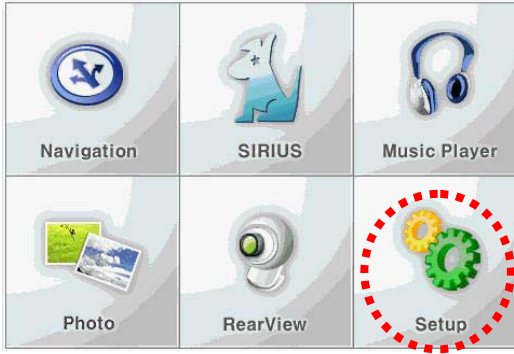 Navigation
SIRIUS
Music Player
Photo
RearView
Setup